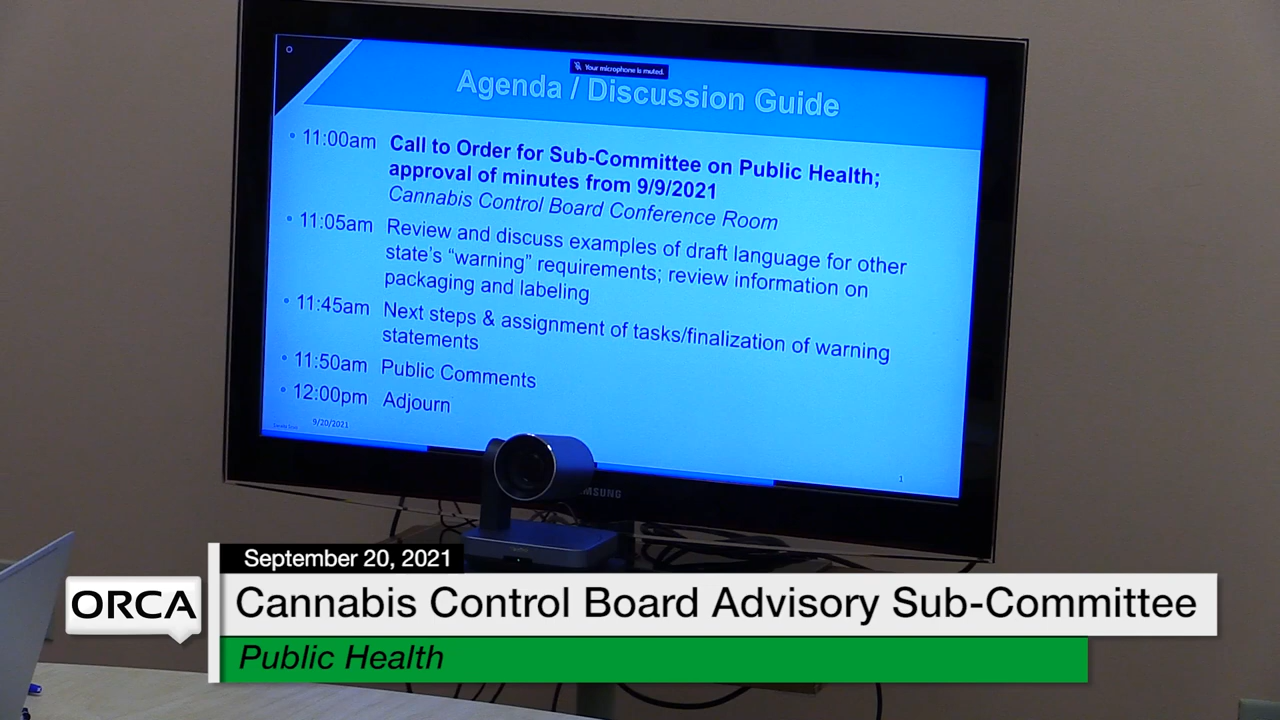 Your microphone is muted.
Agenda / Discussion Guide
• 11:00am Call to Order for Sub-Committee on Public Health;
approval of minutes from 9/9/2021
Cannabis Control Board Conference Room
• 11:05am Review and discuss examples of draft language for other
state's “warning” requirements; review information on
packaging and labeling
• 11:45am Next steps & assignment of tasks/finalization of warning
statements
• 11:50am Public Comments
• 12:00pm Adjourn
9/20/2021
1
September 20, 2021
ORCA
Cannabis Control Board Advisory Sub-Committee
Public Health